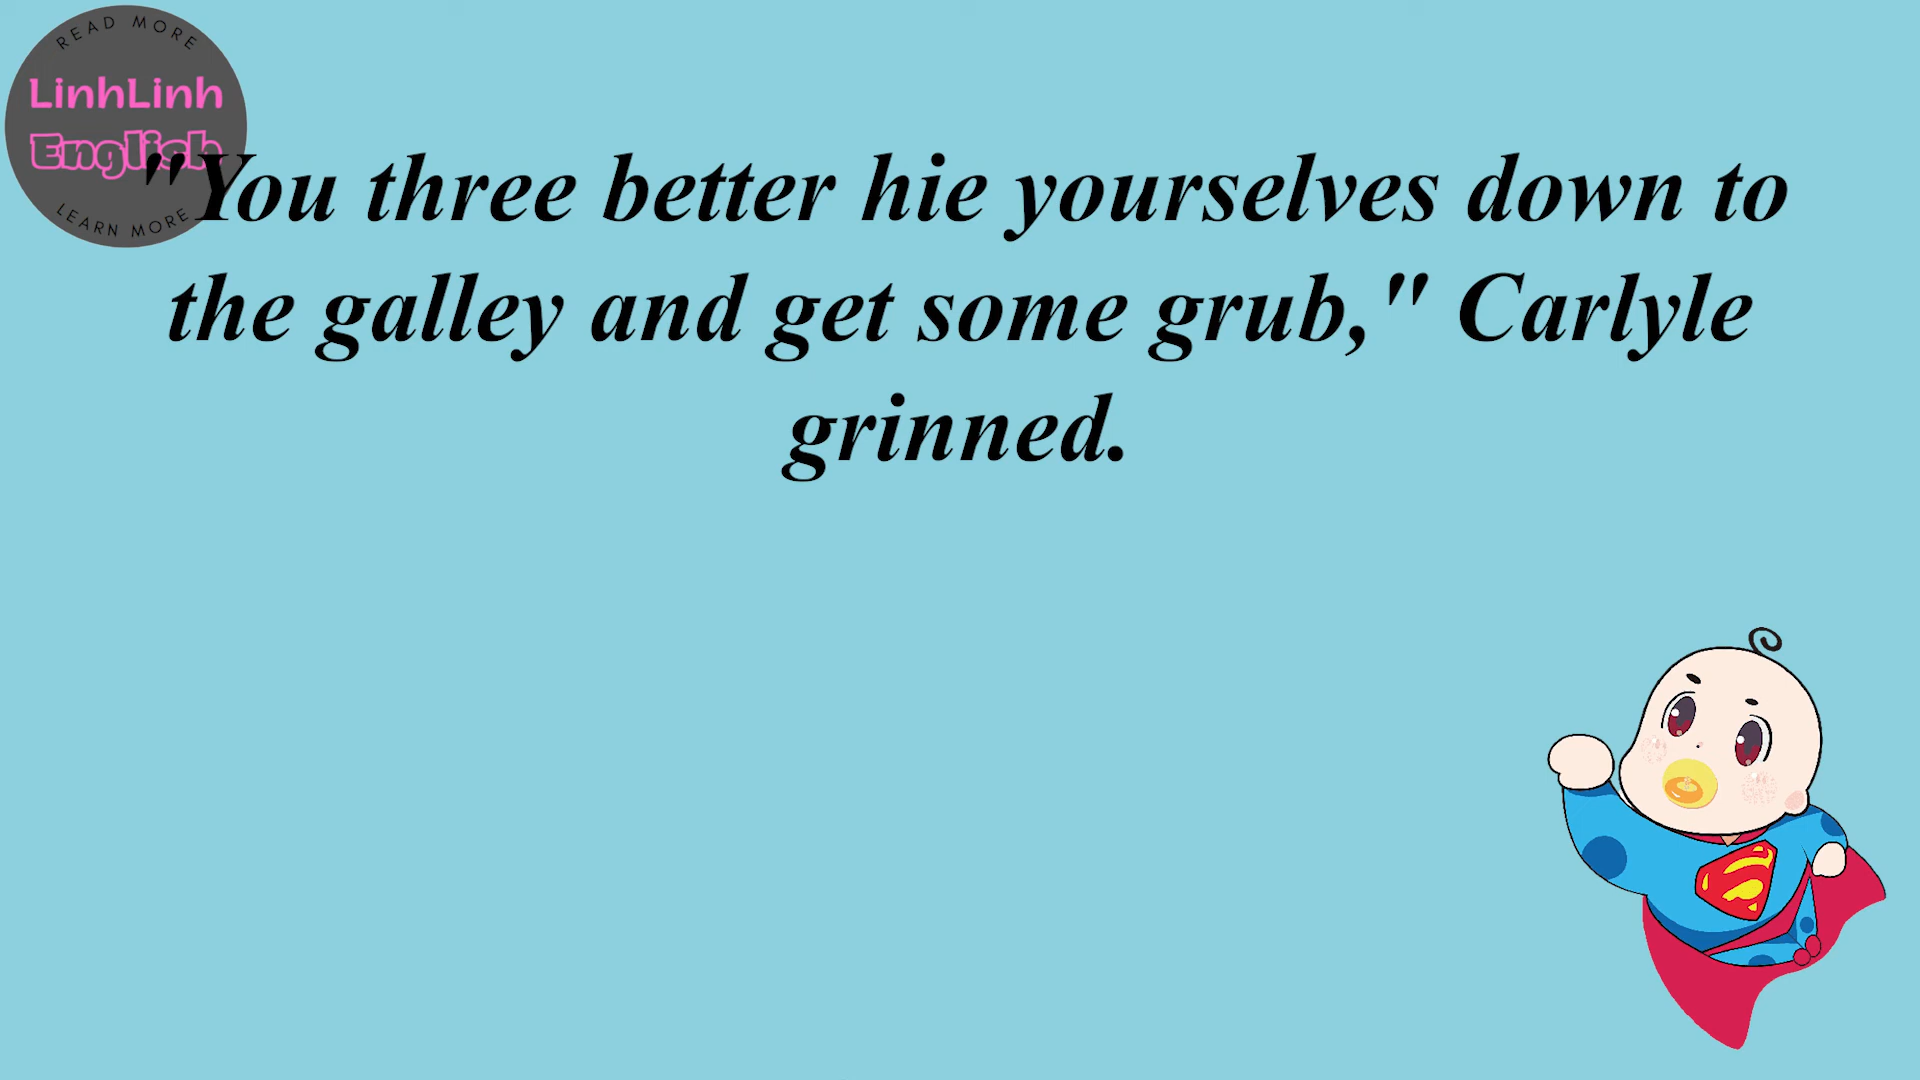 READ MORE
LinhLinh
English
LEARN MORE
"You three better hie yourselves down to
the galley and get some grub," Carlyle
grinned.